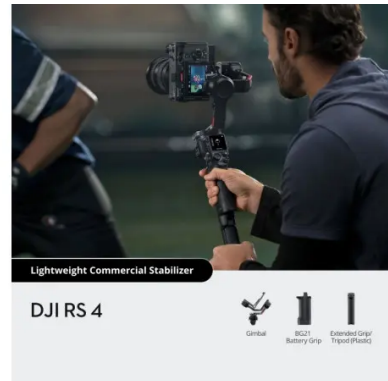 Lightweight Commercial Stabilizer
DJI RS 4
Gimbal
BG21
Battery Grip
Extended Grip/
Tripod (Plastic)